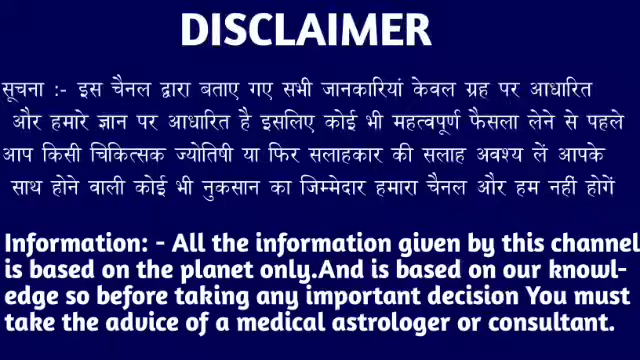 DISCLAIMER
सूचना :- इस चैनल द्वारा बताए गए सभी जानकारियां केवल ग्रह पर आधारित
और हमारे ज्ञान पर आधारित है इसलिए कोई भी महत्वपूर्ण फैसला लेने से पहले
आप किसी चिकित्सक ज्योतिषी या फिर सलाहकार की सलाह अवश्य लें आपके
साथ होने वाली कोई भी नुकसान का जिम्मेदार हमारा चैनल और हम नहीं होगें
Information: - All the information given by this channel
is based on the planet only.And is based on our knowl-
edge so before taking any important decision You must
take the advice of a medical astrologer or consultant.